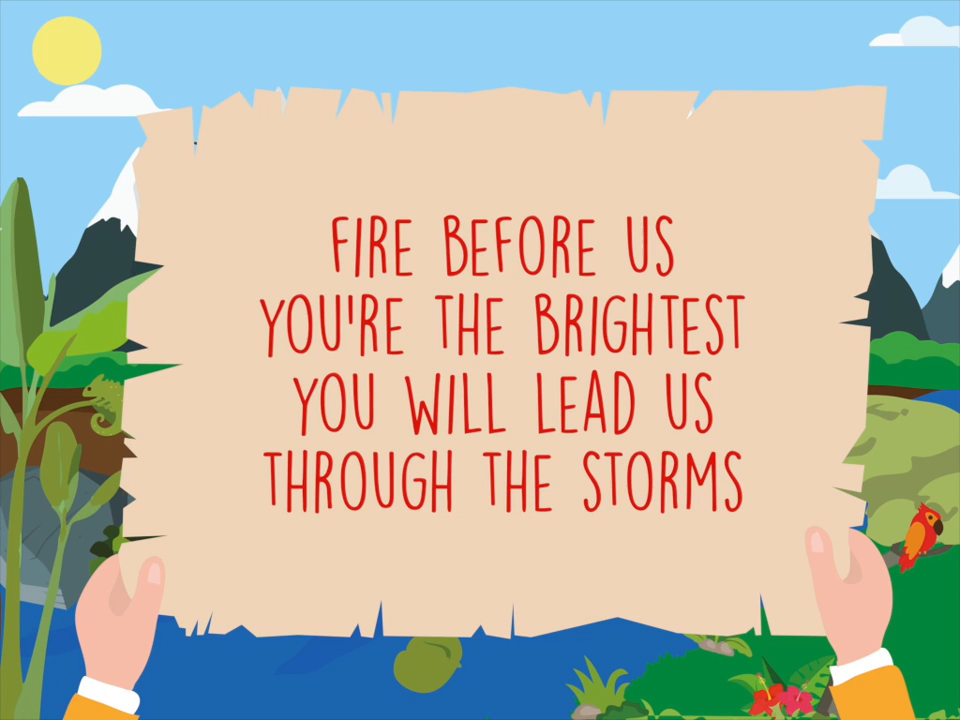 FIRE BEFORE US
YOU'RE THE BRIGHTEST
YOU WILL LEAD US
THROUGH THE STORMS